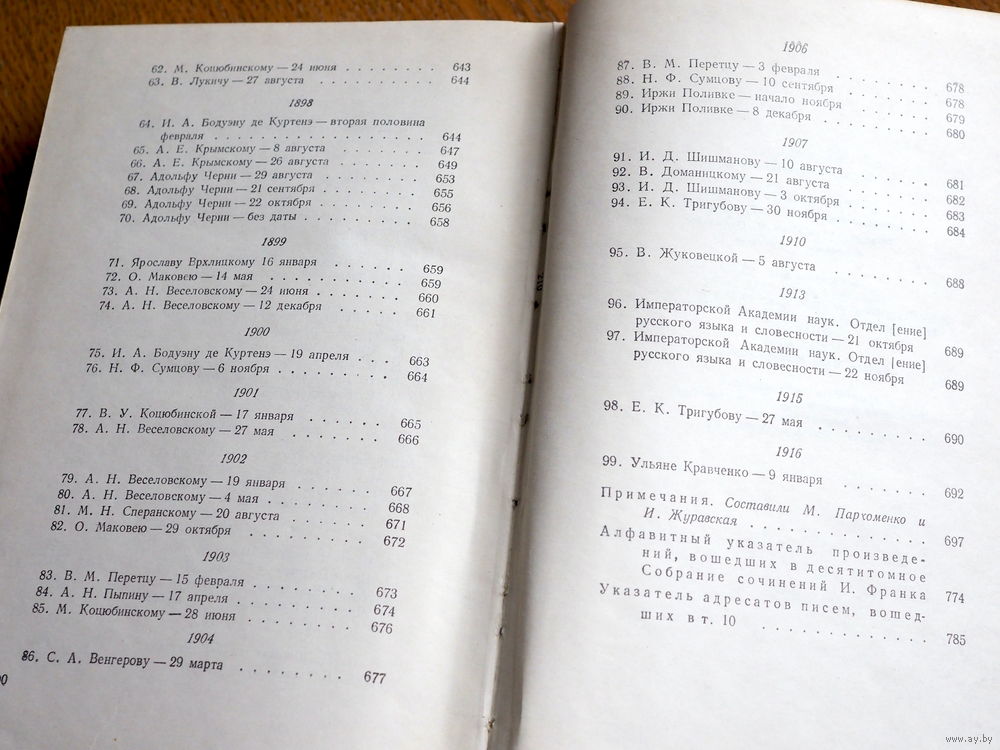 62. М. Коцюбинскому — 24 июня . . . . . . . . 643
63. В. Лукичу — 27 августа . . . . . . . . . . 644
1898
64. И. А. Бодуэну де Куртенэ — вторая половина
февраля . . . . . . . . . . . . . . . . 644
65. А. Е. Крымскому — 8 августа . . . . . . . 647
66. А. Е. Крымскому — 26 августа . . . . . . . 649
67. Адольфу Черни — 29 августа . . . . . . . . 653
68. Адольфу Черни — 21 сентября . . . . . . . 655
69. Адольфу Черни — 22 октября . . . . . . . . 656
70. Адольфу Черни — без даты . . . . . . . . . 658
1899
71. Ярославу Врхлицкому 16 января . . . . . . 659
72. О. Маковею — 14 мая . . . . . . . . . . 659
73. А. Н. Веселовскому — 24 июня . . . . . . . 660
74. А. Н. Веселовскому — 12 декабря . . . . . . 661
1900
75. И. А. Бодуэну де Куртенэ — 19 апреля . . . 663
76. Н. Ф. Сумцову — 6 ноября . . . . . . . . 664
1901
77. В. У. Коцюбинской — 17 января . . . . . . 665
78. А. Н. Веселовскому — 27 мая . . . . . . . 666
1902
79. А. Н. Веселовскому — 19 января . . . . . . 667
80. А. Н. Веселовскому — 4 мая . . . . . . . . 668
81. М. Н. Сперанскому — 20 августа . . . . . . 671
82. О. Маковею — 29 октября . . . . . . . . . 672
1903
83. В. М. Перетцу — 15 февраля . . . . . . . . 673
84. А. Н. Пыпину — 17 апреля . . . . . . . . . 674
85. М. Коцюбинскому — 28 июня . . . . . . . . 676
1904
86. С. А. Венгерову — 29 марта . . . . . . . . 677
1906
87. В. М. Перетцу — 3 февраля . . . . . . . 678
88. Н. Ф. Сумцову — 10 сентября . . . . . . 678
89. Иржи Поливке — начало ноября . . . . . . 679
90. Иржи Поливке — 8 декабря . . . . . . . 680
1907
91. И. Д. Шишманову — 10 августа . . . . . . 681
92. В. Доманицкому — 21 августа . . . . . . . 682
93. И. Д. Шишманову — 3 октября . . . . . . 683
94. Е. К. Тригубову — 30 ноября . . . . . . . 684
1910
95. В. Жуковецкой — 5 августа . . . . . . . . 688
1913
96. Императорской Академии наук. Отдел [ение]
русского языка и словесности — 21 октября 689
97. Императорской Академии наук. Отдел [ение]
русского языка и словесности — 22 ноября 689
1915
98. Е. К. Тригубову — 27 мая . . . . . . . . 690
1916
99. Ульяне Кравченко — 9 января . . . . . . . 692
Примечания. Составили М. Пархоменко и
И. Журавская . . . . . . . . . . . . 697
Алфавитный указатель произведе-
ний, вошедших в десятитомное
Собрание сочинений И. Франка 774
Указатель адресатов писем, вошед-
ших в т. 10 . . . . . . . . . . . . 785
www.ay.by